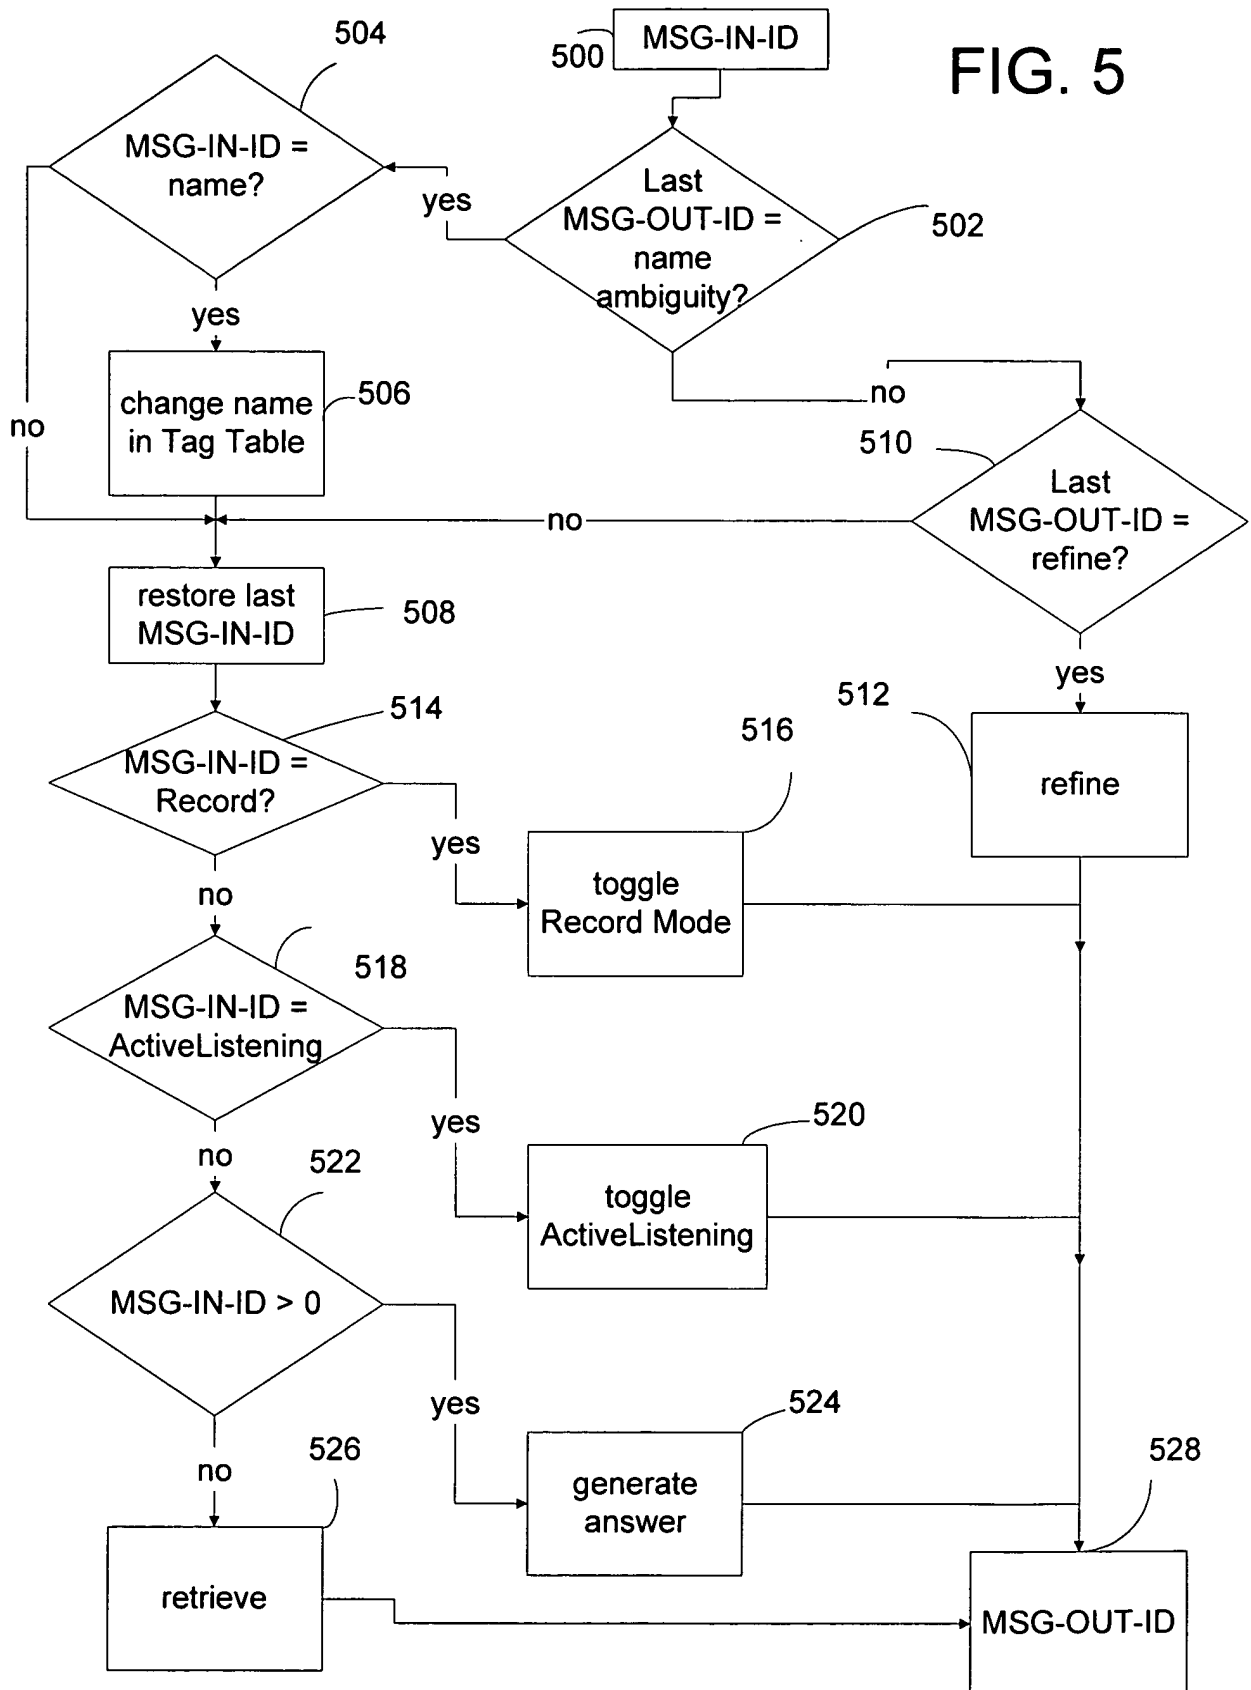 FIG. 5
500
MSG-IN-ID
504
MSG-IN-ID =
name?
yes
Last
MSG-OUT-ID =
name
ambiguity?
502
yes
no
change name
in Tag Table
506
no
510
Last
MSG-OUT-ID =
refine?
no
restore last
MSG-IN-ID
508
yes
512
refine
514
MSG-IN-ID =
Record?
yes
516
toggle
Record Mode
no
518
MSG-IN-ID =
ActiveListening
yes
520
toggle
ActiveListening
no
522
MSG-IN-ID > 0
yes
524
generate
answer
no
526
retrieve
528
MSG-OUT-ID